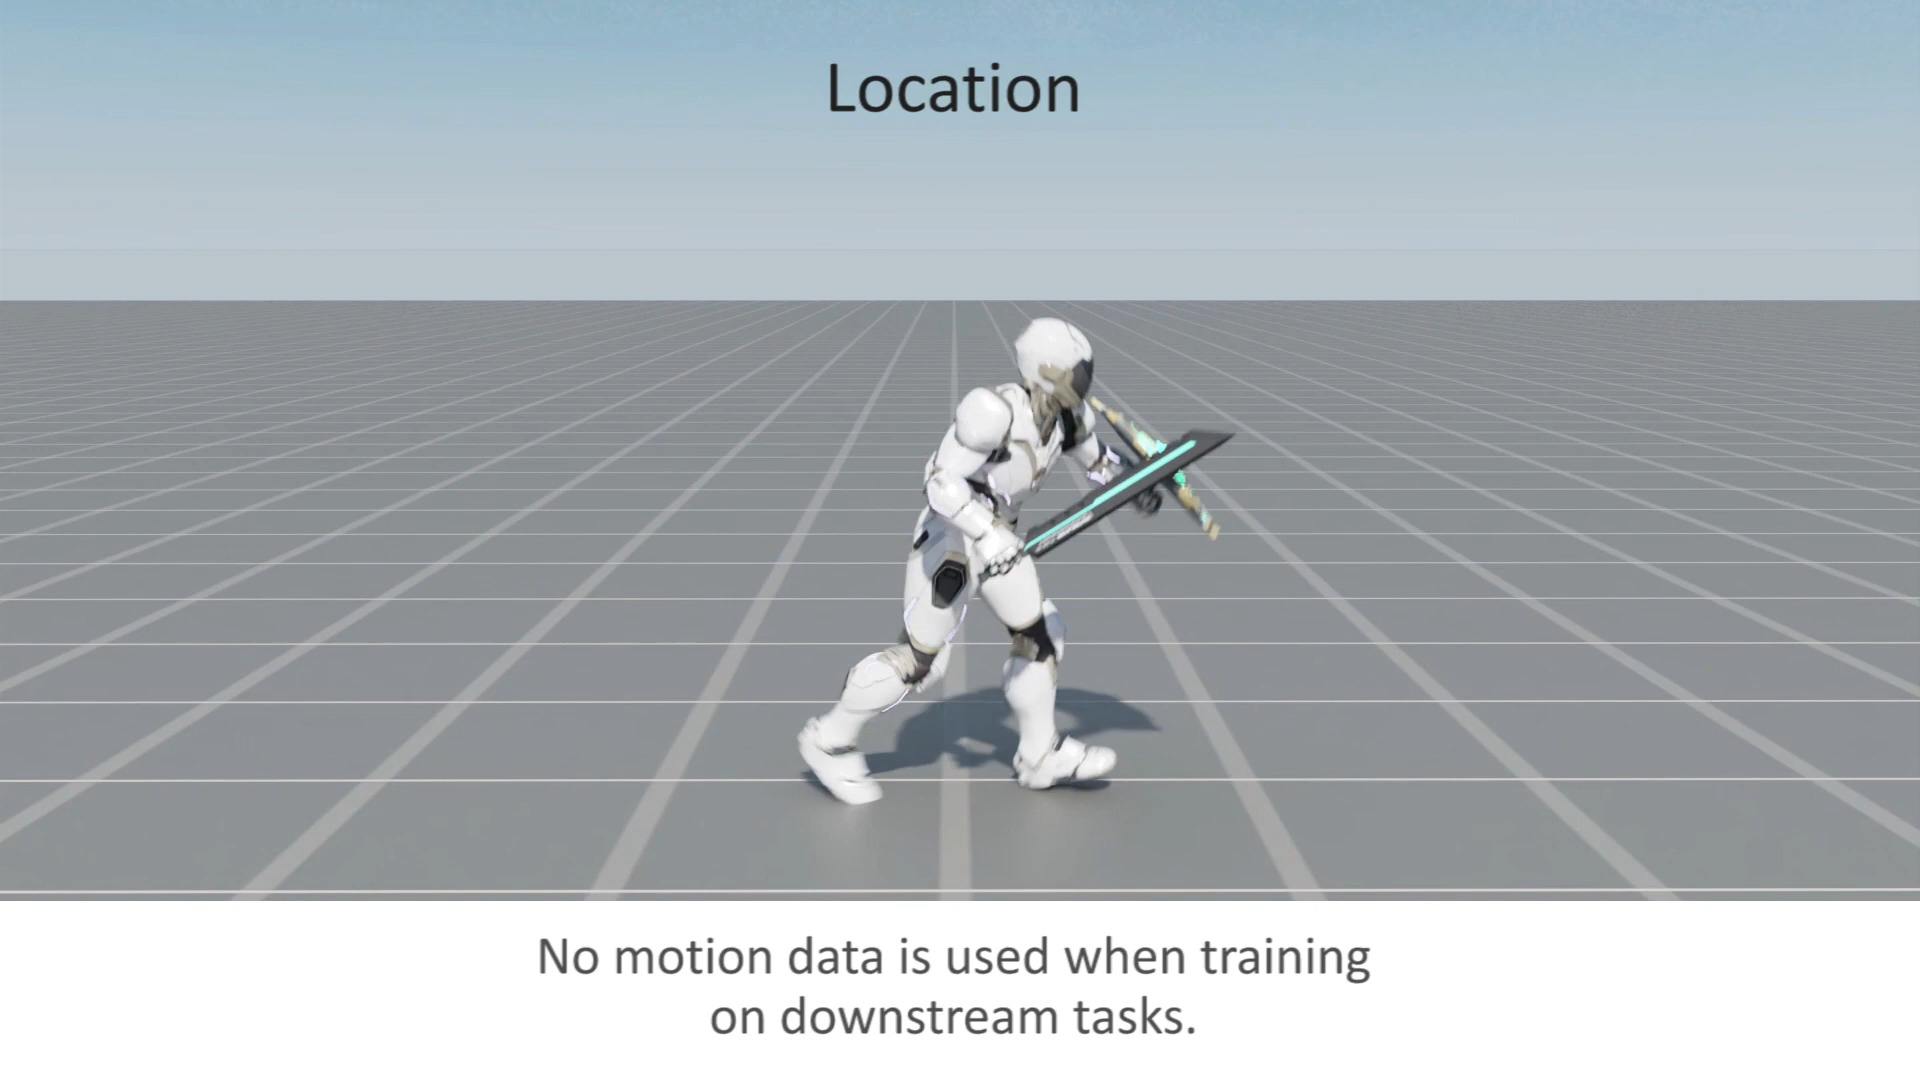 Location
No motion data is used when training
on downstream tasks.